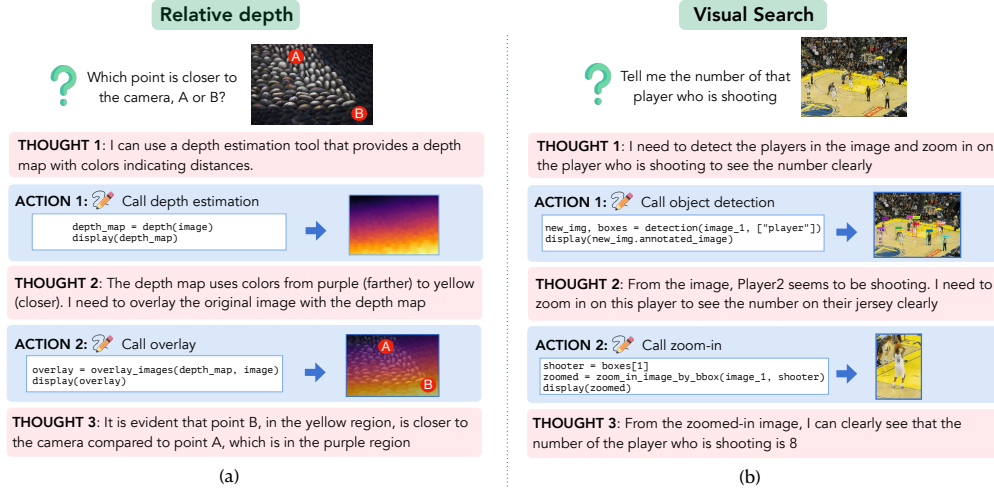 Relative depth
Which point is closer to
the camera, A or B?
A
B
THOUGHT 1: I can use a depth estimation tool that provides a depth
map with colors indicating distances.
ACTION 1: Call depth estimation
depth_map = depth(image)
display(depth_map)
THOUGHT 2: The depth map uses colors from purple (farther) to yellow
(closer). I need to overlay the original image with the depth map
ACTION 2: Call overlay
overlay = overlay_images(depth_map, image)
display(overlay)
A
B
THOUGHT 3: It is evident that point B, in the yellow region, is closer to
the camera compared to point A, which is in the purple region
(a)
Visual Search
Tell me the number of that
player who is shooting
THOUGHT 1: I need to detect the players in the image and zoom in on
the player who is shooting to see the number clearly
ACTION 1: Call object detection
new_img, boxes = detection(image_1, ["player"])
display(new_img.annotated_image)
THOUGHT 2: From the image, Player2 seems to be shooting. I need to
zoom in on this player to see the number on their jersey clearly
ACTION 2: Call zoom-in
shooter = boxes[1]
zoomed = zoom_in_image_by_bbox(image_1, shooter)
display(zoomed)
THOUGHT 3: From the zoomed-in image, I can clearly see that the
number of the player who is shooting is 8
(b)